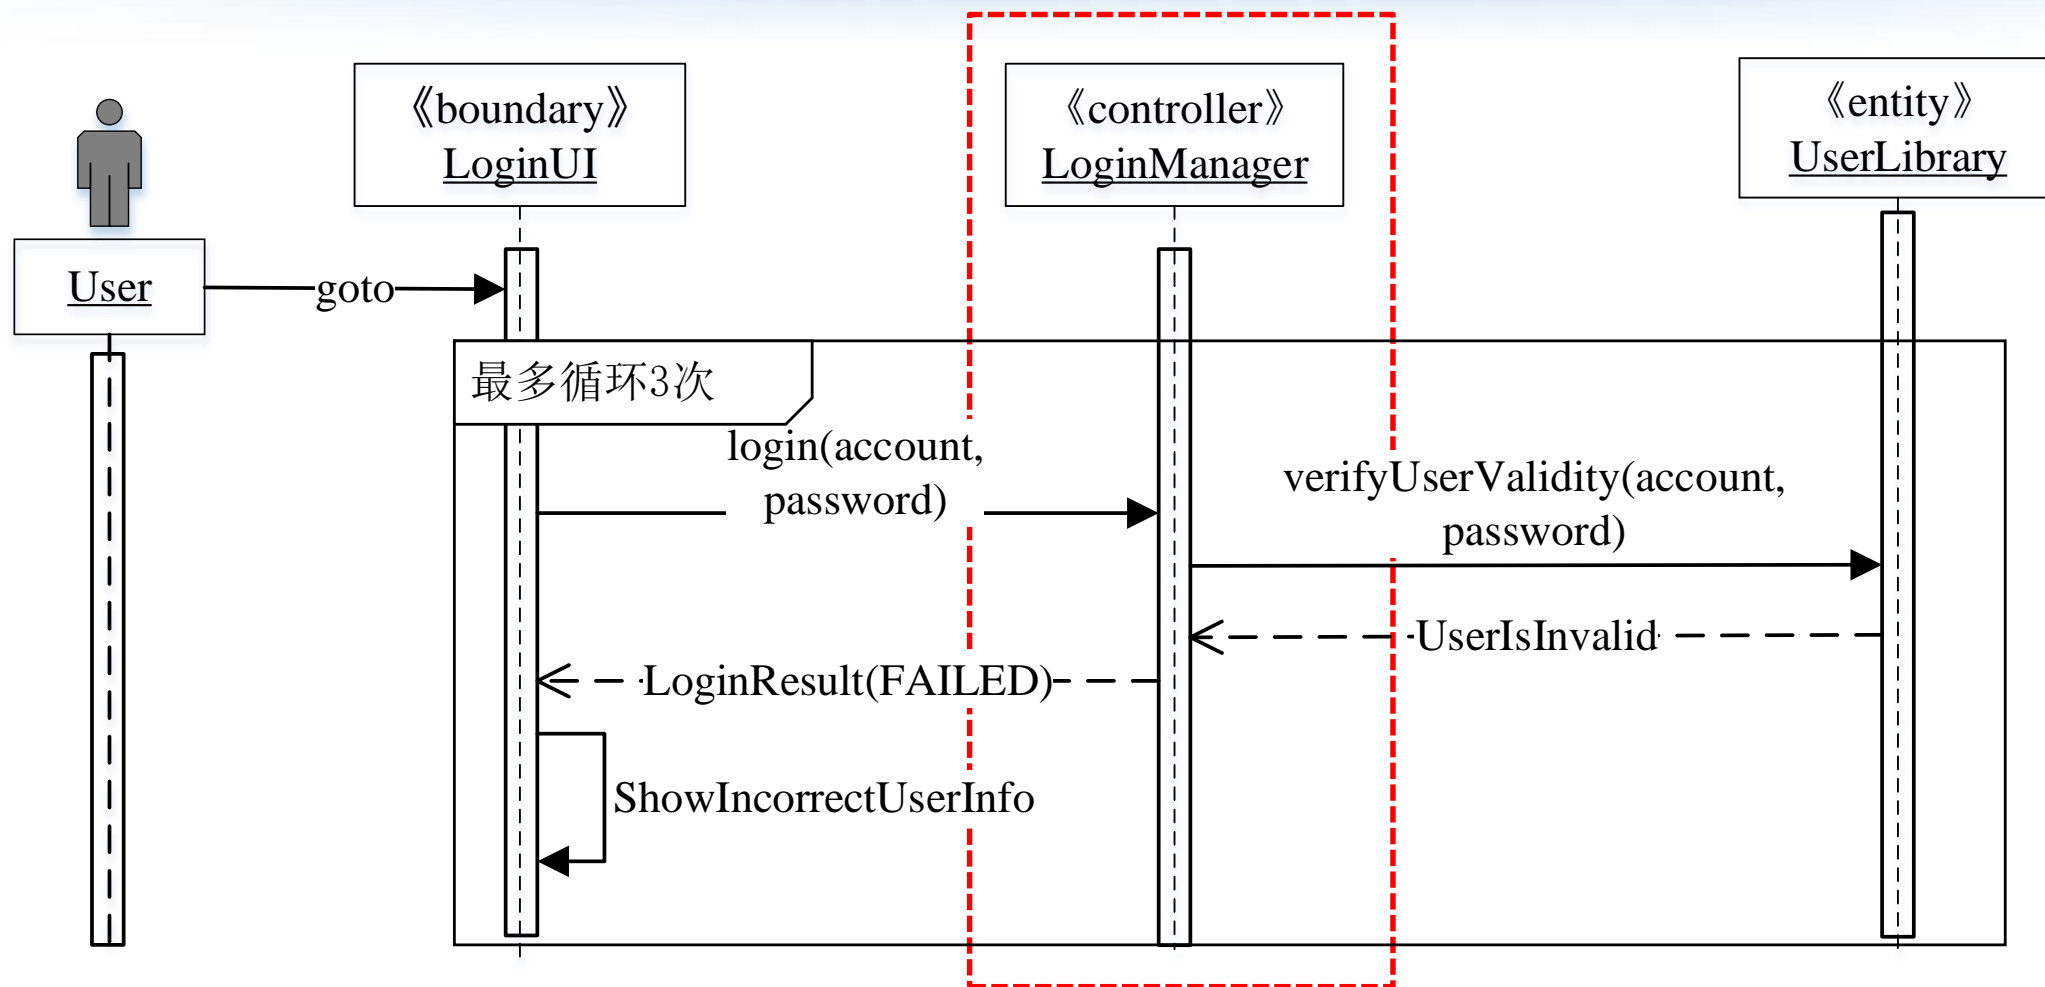 《boundary》
LoginUI
《controller》
LoginManager
《entity》
UserLibrary
User
goto
最多循环3次
login(account,
password)
verifyUserValidity(account,
password)
UserIsInvalid
LoginResult(FAILED)
ShowIncorrectUserInfo